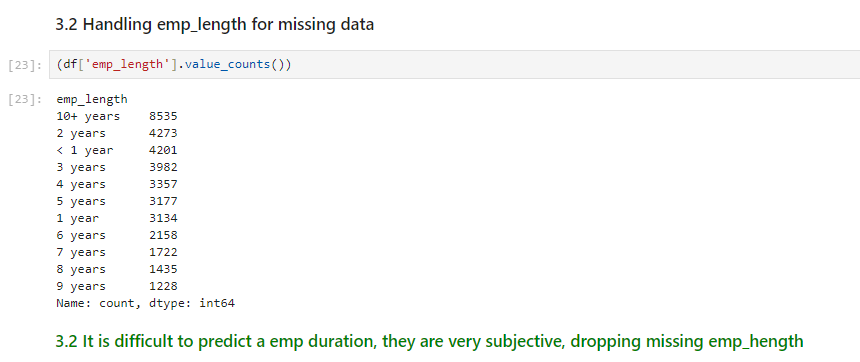 3.2 Handling emp_length for missing data
[23]: (df['emp_length'].value_counts())
[23]: emp_length
10+ years    8535
2 years      4273
< 1 year     4201
3 years      3982
4 years      3357
5 years      3177
1 year       3134
6 years      2158
7 years      1722
8 years      1435
9 years      1228
Name: count, dtype: int64
3.2 It is difficult to predict a emp duration, they are very subjective, dropping missing emp_hength